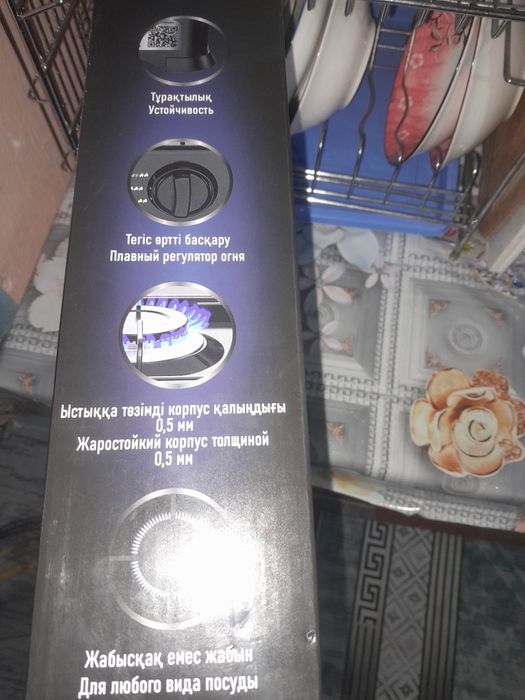 Тұрақтылық
Устойчивость
Тегіс өртті басқару
Плавный регулятор огня
Ыстыққа төзімді корпус қалыңдығы
0,5 мм
Жаростойкий корпус толщиной
0,5 мм
Жабысқақ емес жабын
Для любого вида посуды